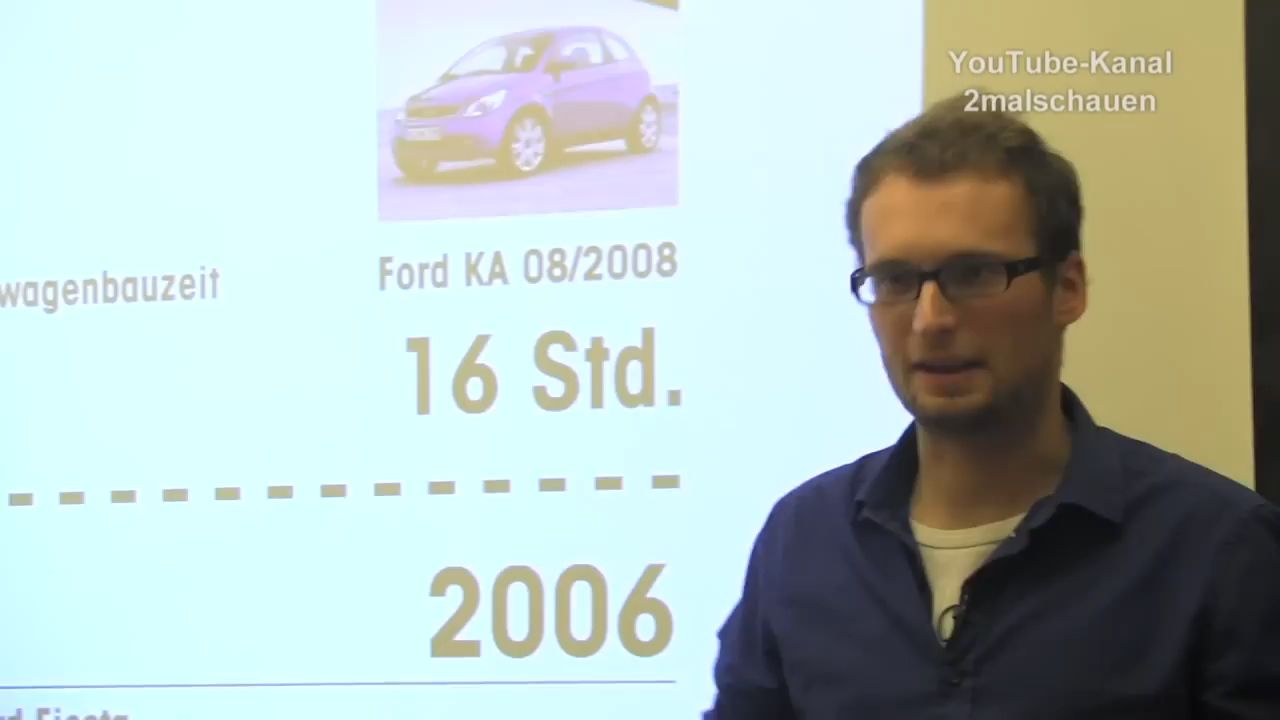 YouTube-Kanal
2malschauen
wagenbauzeit
Ford KA 08/2008
16 Std.
2006